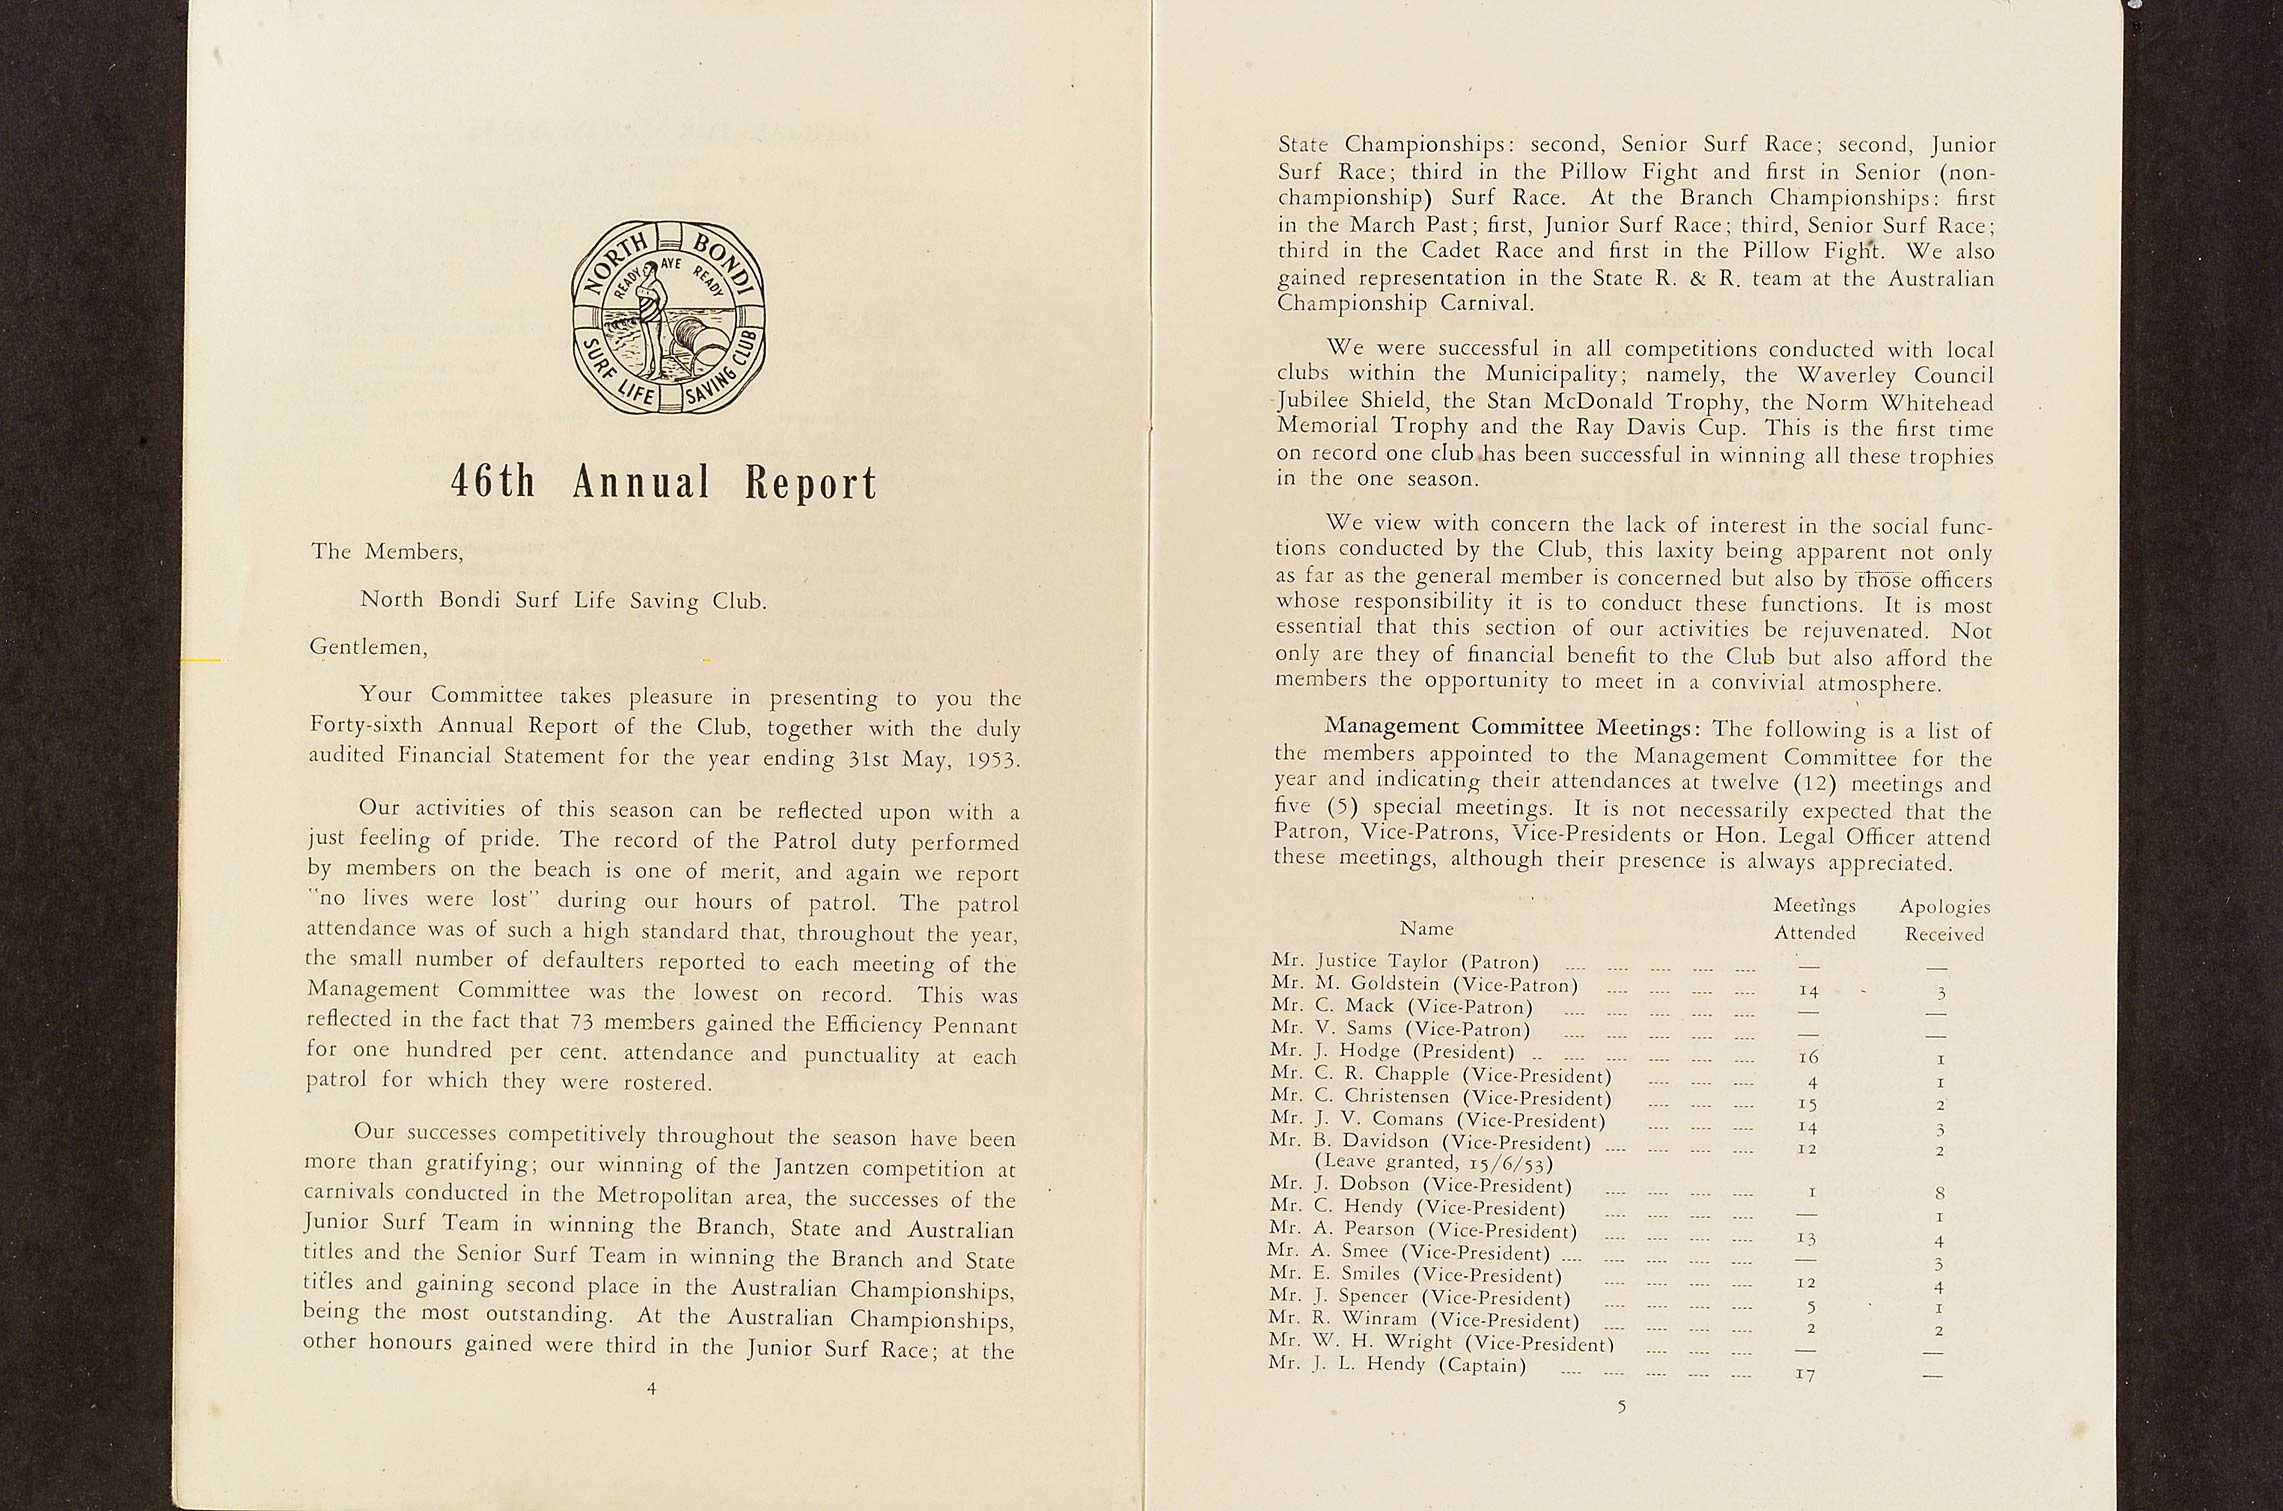 NORTH BONDI
READY AYE READY
SURF LIFE SAVING CLUB
46th Annual Report
The Members,
North Bondi Surf Life Saving Club.
Gentlemen,
Your Committee takes pleasure in presenting to you the
Forty-sixth Annual Report of the Club, together with the duly
audited Financial Statement for the year ending 31st May, 1953.
Our activities of this season can be reflected upon with a
just feeling of pride. The record of the Patrol duty performed
by members on the beach is one of merit, and again we report
"no lives were lost" during our hours of patrol. The patrol
attendance was of such a high standard that, throughout the year,
the small number of defaulters reported to each meeting of the
Management Committee was the lowest on record. This was
reflected in the fact that 73 members gained the Efficiency Pennant
for one hundred per cent. attendance and punctuality at each
patrol for which they were rostered.
Our successes competitively throughout the season have been
more than gratifying; our winning of the Jantzen competition at
carnivals conducted in the Metropolitan area, the successes of the
Junior Surf Team in winning the Branch, State and Australian
titles and the Senior Surf Team in winning the Branch and State
titles and gaining second place in the Australian Championships,
being the most outstanding. At the Australian Championships,
other honours gained were third in the Junior Surf Race; at the
4
State Championships: second, Senior Surf Race; second, Junior
Surf Race; third in the Pillow Fight and first in Senior (non-
championship) Surf Race. At the Branch Championships: first
in the March Past; first, Junior Surf Race; third, Senior Surf Race;
third in the Cadet Race and first in the Pillow Fight. We also
gained representation in the State R. & R. team at the Australian
Championship Carnival.
We were successful in all competitions conducted with local
clubs within the Municipality; namely, the Waverley Council
Jubilee Shield, the Stan McDonald Trophy, the Norm Whitehead
Memorial Trophy and the Ray Davis Cup. This is the first time
on record one club has been successful in winning all these trophies
in the one season.
We view with concern the lack of interest in the social func-
tions conducted by the Club, this laxity being apparent not only
as far as the general member is concerned but also by those officers
whose responsibility it is to conduct these functions. It is most
essential that this section of our activities be rejuvenated. Not
only are they of financial benefit to the Club but also afford the
members the opportunity to meet in a convivial atmosphere.
Management Committee Meetings: The following is a list of
the members appointed to the Management Committee for the
year and indicating their attendances at twelve (12) meetings and
five (5) special meetings. It is not necessarily expected that the
Patron, Vice-Patrons, Vice-Presidents or Hon. Legal Officer attend
these meetings, although their presence is always appreciated.
Meetings Apologies
Name Attended Received
Mr. Justice Taylor (Patron) .... .... .... .... .... — —
Mr. M. Goldstein (Vice-Patron) .... .... .... .... 14 3
Mr. C. Mack (Vice-Patron) .... .... .... .... .... — —
Mr. V. Sams (Vice-Patron) .... .... .... .... .... — —
Mr. J. Hodge (President) .. .... .... .... .... .... 16 1
Mr. C. R. Chapple (Vice-President) .... .... .... 4 1
Mr. C. Christensen (Vice-President) .... .... .... 15 2
Mr. J. V. Comans (Vice-President) .... .... .... 14 3
Mr. B. Davidson (Vice-President) .... .... .... .... 12 2
(Leave granted, 15/6/53)
Mr. J. Dobson (Vice-President) .... .... .... .... 1 8
Mr. C. Hendy (Vice-President) .... .... .... .... — 1
Mr. A. Pearson (Vice-President) .... .... .... .... 13 4
Mr. A. Smee (Vice-President) .... .... .... .... .... — 3
Mr. E. Smiles (Vice-President) .... .... .... .... 12 4
Mr. J. Spencer (Vice-President) .... .... .... .... 5 1
Mr. R. Winram (Vice-President) .... .... .... .... 2 2
Mr. W. H. Wright (Vice-President) .... .... .... — —
Mr. J. L. Hendy (Captain) .... .... .... .... .... 17 —
5